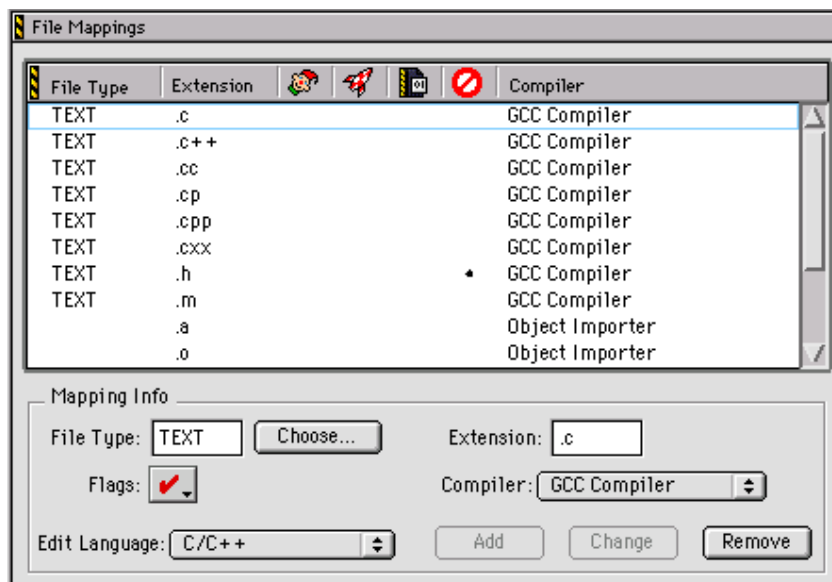 File Mappings
File Type Extension Compiler
TEXT .c GCC Compiler
TEXT .c++ GCC Compiler
TEXT .cc GCC Compiler
TEXT .cp GCC Compiler
TEXT .cpp GCC Compiler
TEXT .cxx GCC Compiler
TEXT .h • GCC Compiler
TEXT .m GCC Compiler
.a Object Importer
.o Object Importer
Mapping Info
File Type: TEXT Choose... Extension: .c
Flags: Compiler: GCC Compiler
Edit Language: C/C++ Add Change Remove